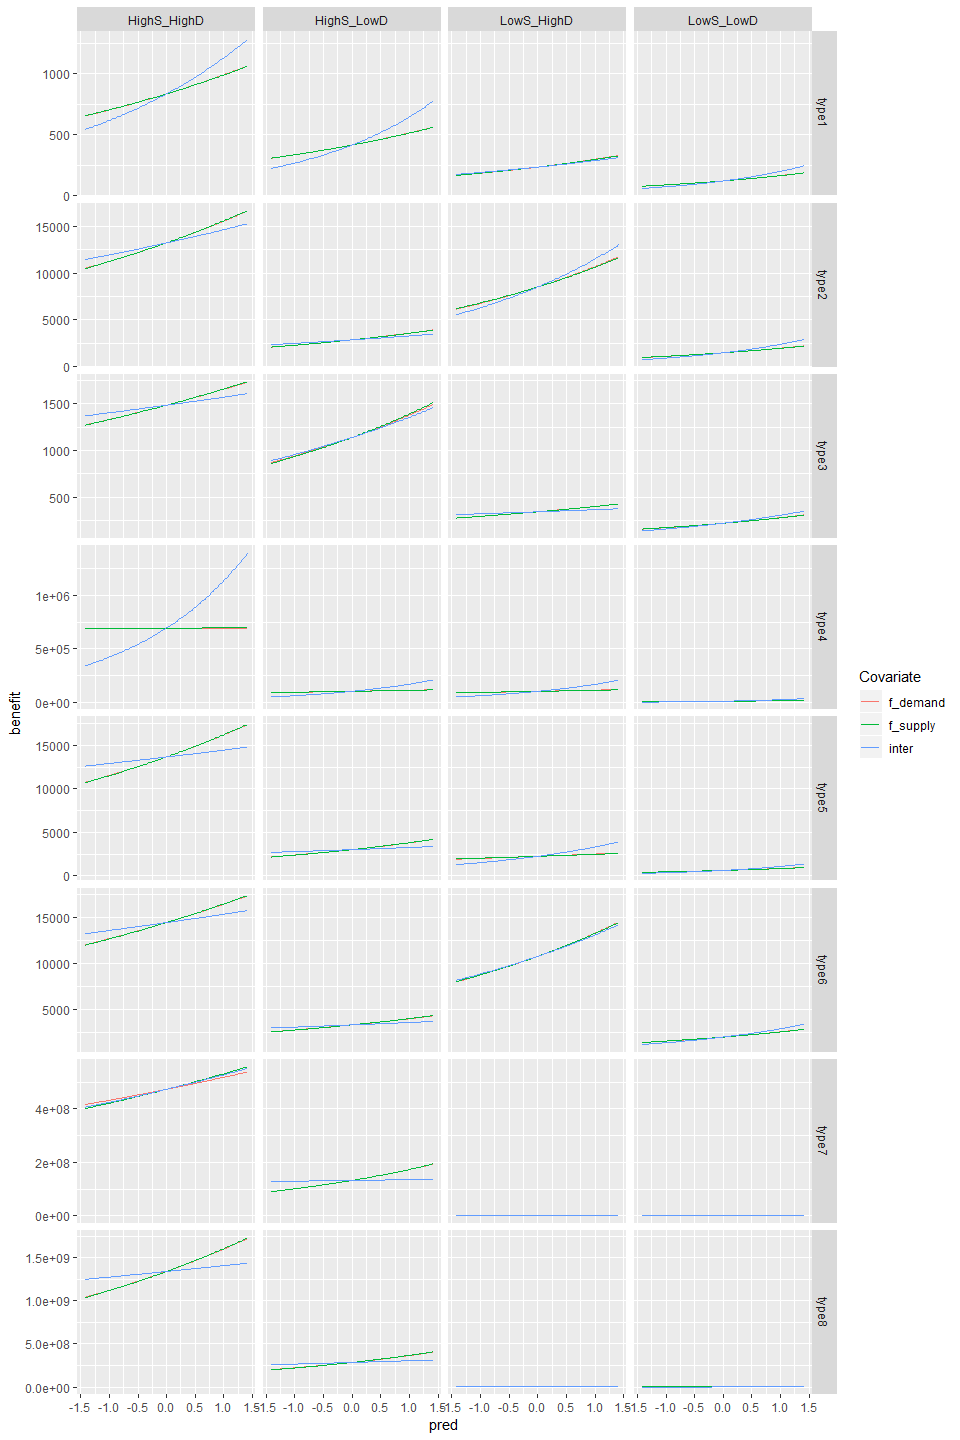 HighS_HighD HighS_LowD LowS_HighD LowS_LowD
1000
500
0
type1
15000
10000
5000
0
type2
1500
1000
500
type3
1e+06
5e+05
0e+00
type4
15000
10000
5000
0
type5
15000
10000
5000
type6
4e+08
2e+08
0e+00
type7
1.5e+09
1.0e+09
5.0e+08
0.0e+00
type8
-1.5 -1.0 -0.5 0.0 0.5 1.0 1.5 -1.5 -1.0 -0.5 0.0 0.5 1.0 1.5 -1.5 -1.0 -0.5 0.0 0.5 1.0 1.5 -1.5 -1.0 -0.5 0.0 0.5 1.0 1.5
pred
benefit
Covariate
f_demand
f_supply
inter